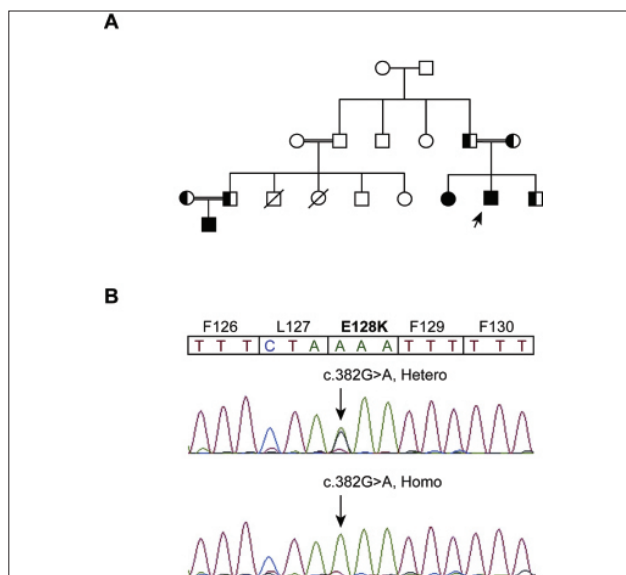 A
B
F126 L127 E128K F129 F130
T T T C T A A A A T T T T T T
c.382G>A, Hetero
c.382G>A, Homo